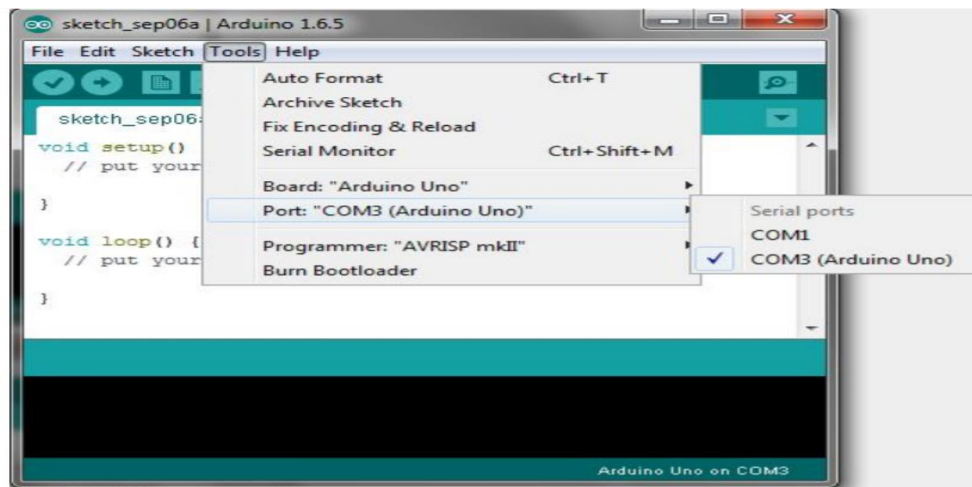 sketch_sep06a | Arduino 1.6.5
File Edit Sketch Tools Help
Auto Format Ctrl+T
Archive Sketch
sketch_sep06a
Fix Encoding & Reload
void setup()
Serial Monitor Ctrl+Shift+M
// put your
Board: "Arduino Uno"
}
Port: "COM3 (Arduino Uno)"
Serial ports
COM1
COM3 (Arduino Uno)
void loop() {
Programmer: "AVRISP mkII"
// put your
Burn Bootloader
}
Arduino Uno on COM3